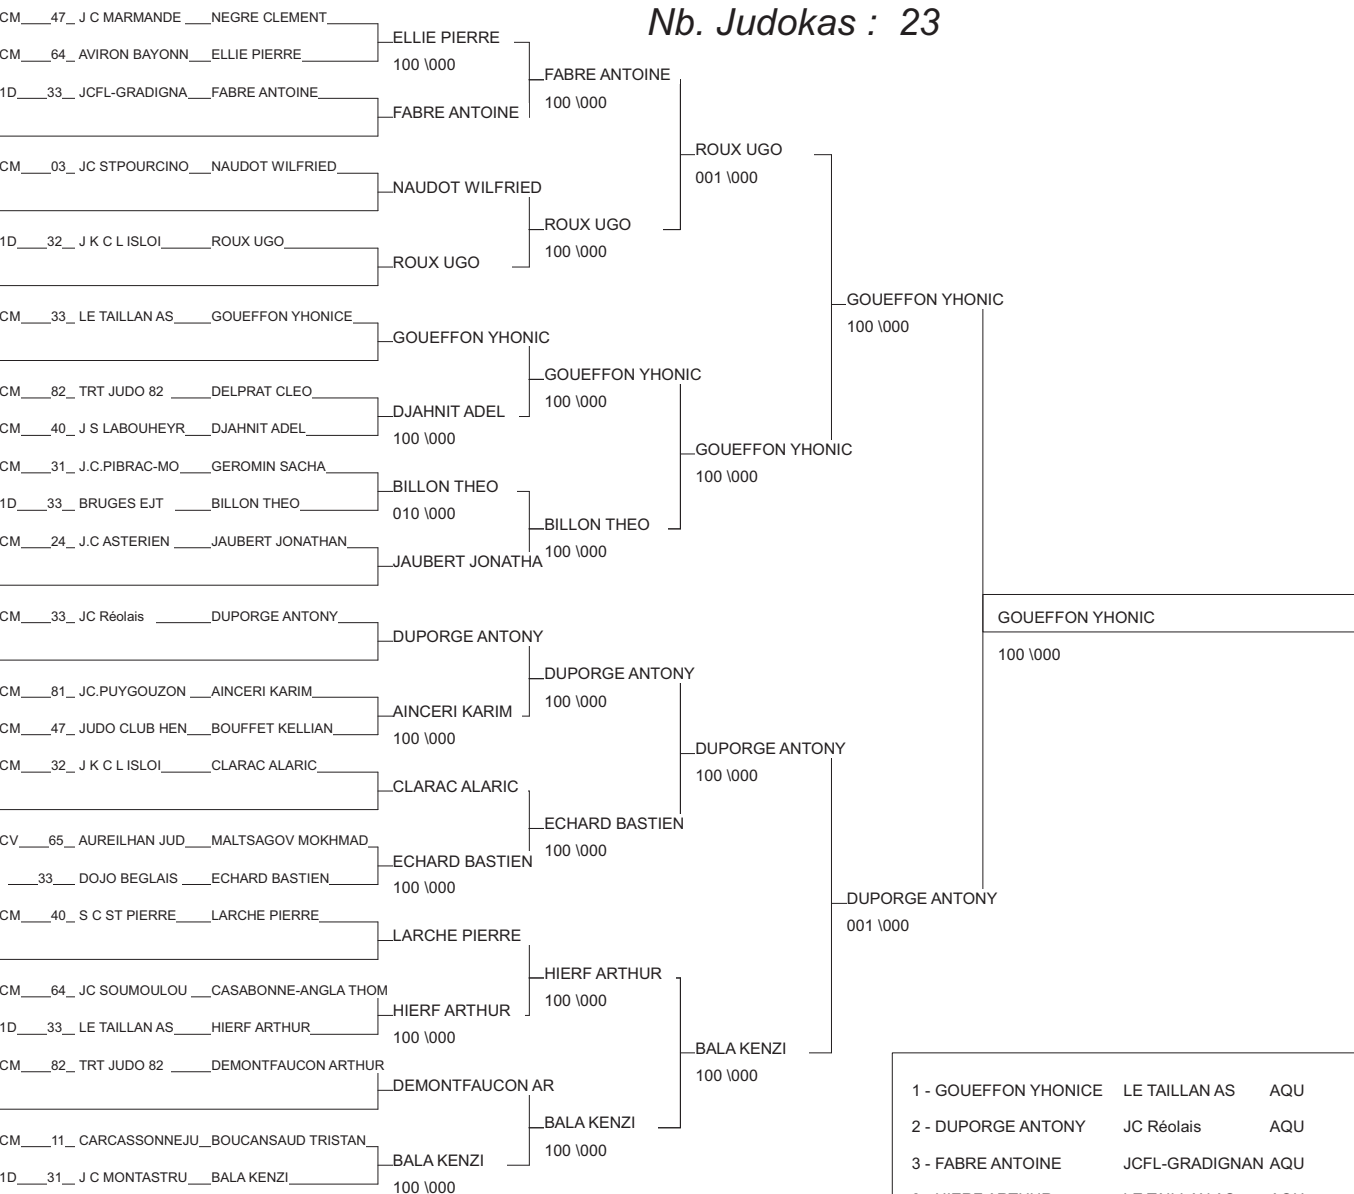 Nb. Judokas : 23
CM 47 J C MARMANDE NEGRE CLEMENT
CM 64 AVIRON BAYONN ELLIE PIERRE
1D 33 JCFL-GRADIGNA FABRE ANTOINE
CM 03 JC STPOURCINO NAUDOT WILFRIED
1D 32 J K C L ISLOI ROUX UGO
CM 33 LE TAILLAN AS GOUEFFON YHONICE
CM 82 TRT JUDO 82 DELPRAT CLEO
CM 40 J S LABOUHEYR DJAHNIT ADEL
CM 31 J.C.PIBRAC-MO GEROMIN SACHA
1D 33 BRUGES EJT BILLON THEO
CM 24 J.C ASTERIEN JAUBERT JONATHAN
CM 33 JC Réolais DUPORGE ANTONY
CM 81 JC.PUYGOUZON AINCERI KARIM
CM 47 JUDO CLUB HEN BOUFFET KELLIAN
CM 32 J K C L ISLOI CLARAC ALARIC
CV 65 AUREILHAN JUD MALTSAGOV MOKHMAD
33 DOJO BEGLAIS ECHARD BASTIEN
CM 40 S C ST PIERRE LARCHE PIERRE
CM 64 JC SOUMOULOU CASABONNE-ANGLA THOM
1D 33 LE TAILLAN AS HIERF ARTHUR
CM 82 TRT JUDO 82 DEMONTFAUCON ARTHUR
CM 11 CARCASSONNEJU BOUCANSAUD TRISTAN
1D 31 J C MONTASTRU BALA KENZI
ELLIE PIERRE
100 \000
FABRE ANTOINE
NAUDOT WILFRIED
ROUX UGO
GOUEFFON YHONIC
DJAHNIT ADEL
100 \000
BILLON THEO
010 \000
JAUBERT JONATHA
DUPORGE ANTONY
AINCERI KARIM
100 \000
CLARAC ALARIC
ECHARD BASTIEN
100 \000
LARCHE PIERRE
HIERF ARTHUR
100 \000
DEMONTFAUCON AR
BALA KENZI
100 \000
FABRE ANTOINE
100 \000
ROUX UGO
100 \000
GOUEFFON YHONIC
100 \000
BILLON THEO
100 \000
DUPORGE ANTONY
100 \000
ECHARD BASTIEN
100 \000
HIERF ARTHUR
100 \000
BALA KENZI
100 \000
ROUX UGO
001 \000
GOUEFFON YHONIC
100 \000
DUPORGE ANTONY
100 \000
BALA KENZI
100 \000
GOUEFFON YHONIC
100 \000
DUPORGE ANTONY
001 \000
GOUEFFON YHONIC
100 \000
1 - GOUEFFON YHONICE LE TAILLAN AS AQU
2 - DUPORGE ANTONY JC Réolais AQU
3 - FABRE ANTOINE JCFL-GRADIGNAN AQU